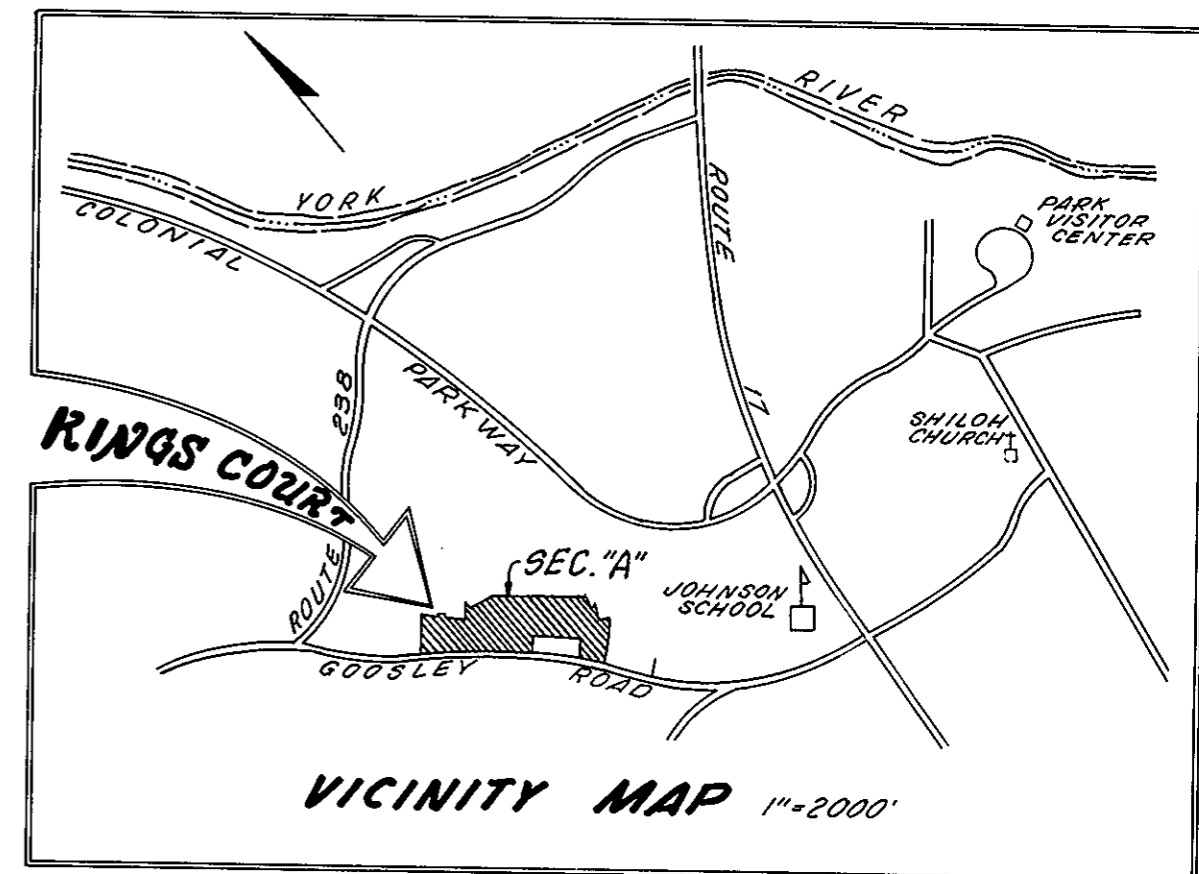 YORK
RIVER
COLONIAL
PARKWAY
ROUTE
17
PARK
VISITOR
CENTER
ROUTE
238
SHILOH
CHURCH
KINGS COURT
SEC. "A"
JOHNSON
SCHOOL
GOOSLEY
ROAD
VICINITY MAP 1"=2000'